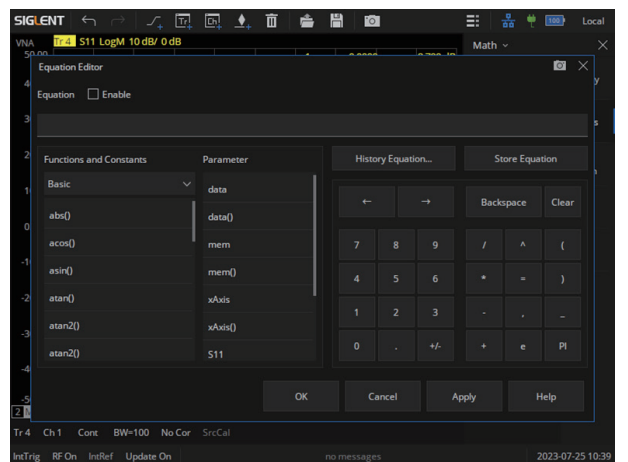 SIGLENT Tr Ch 100 Local
VNA Tr 4 S11 LogM 10 dB/ 0 dB Math
Equation Editor
Equation Enable
Functions and Constants Parameter History Equation... Store Equation
Basic data
abs() data() ← → Backspace Clear
acos() mem 7 8 9 / ^ (
asin() mem() 4 5 6 * = )
atan() xAxis 1 2 3 - , _
atan2() xAxis() 0 . +/- + e PI
atan2() S11
OK Cancel Apply Help
Tr 4 Ch 1 Cont BW=100 No Cor SrcCal
IntTrig RF On IntRef Update On no messages 2023-07-25 10:39